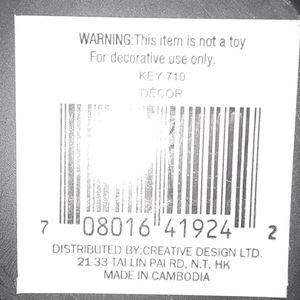 WARNING:This item is not a toy
For decorative use only.
KEY 710
DÉCOR
7 08016 41924 2
DISTRIBUTED BY:CREATIVE DESIGN LTD.
21-33 TAI LIN PAI RD, N.T. HK
MADE IN CAMBODIA